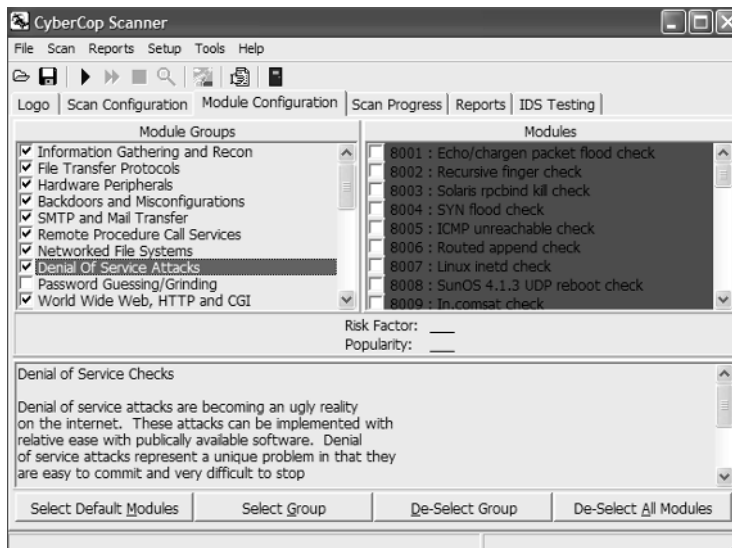 CyberCop Scanner
File Scan Reports Setup Tools Help
Logo Scan Configuration Module Configuration Scan Progress Reports IDS Testing
Module Groups
Information Gathering and Recon
File Transfer Protocols
Hardware Peripherals
Backdoors and Misconfigurations
SMTP and Mail Transfer
Remote Procedure Call Services
Networked File Systems
Denial Of Service Attacks
Password Guessing/Grinding
World Wide Web, HTTP and CGI
Modules
8001 : Echo/chargen packet flood check
8002 : Recursive finger check
8003 : Solaris rpcbind kill check
8004 : SYN flood check
8005 : ICMP unreachable check
8006 : Routed append check
8007 : Linux inetd check
8008 : SunOS 4.1.3 UDP reboot check
8009 : In.comsat check
Risk Factor: ___
Popularity: ___
Denial of Service Checks
Denial of service attacks are becoming an ugly reality
on the internet. These attacks can be implemented with
relative ease with publically available software. Denial
of service attacks represent a unique problem in that they
are easy to commit and very difficult to stop
Select Default Modules Select Group De-Select Group De-Select All Modules